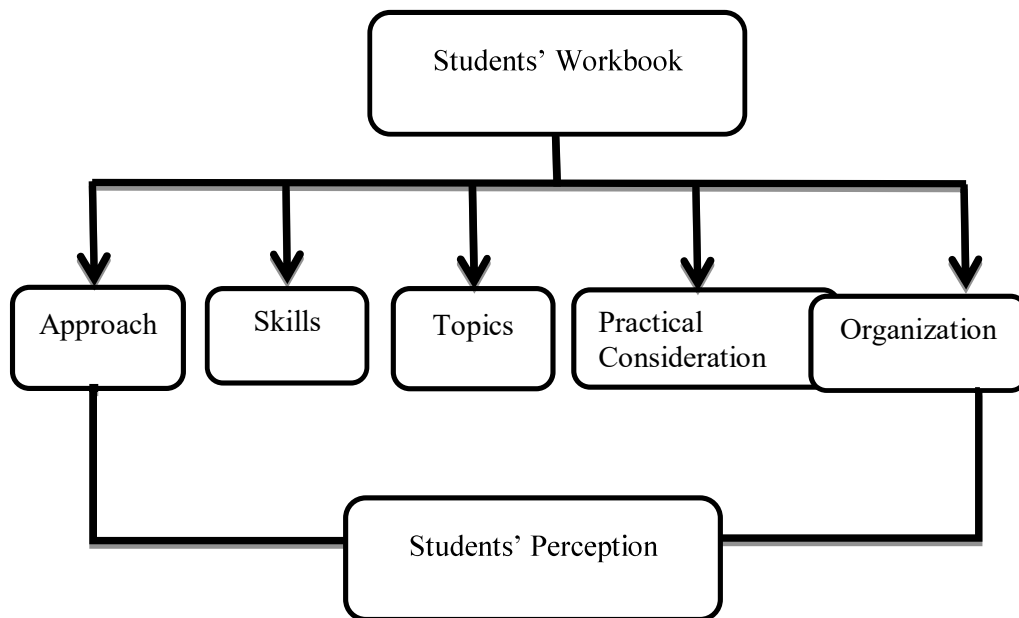 Students’ Workbook
Approach
Skills
Topics
Practical
Consideration
Organization
Students’ Perception